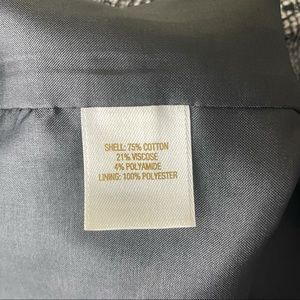 SHELL: 75% COTTON
21% VISCOSE
4% POLYAMIDE
LINING: 100% POLYESTER